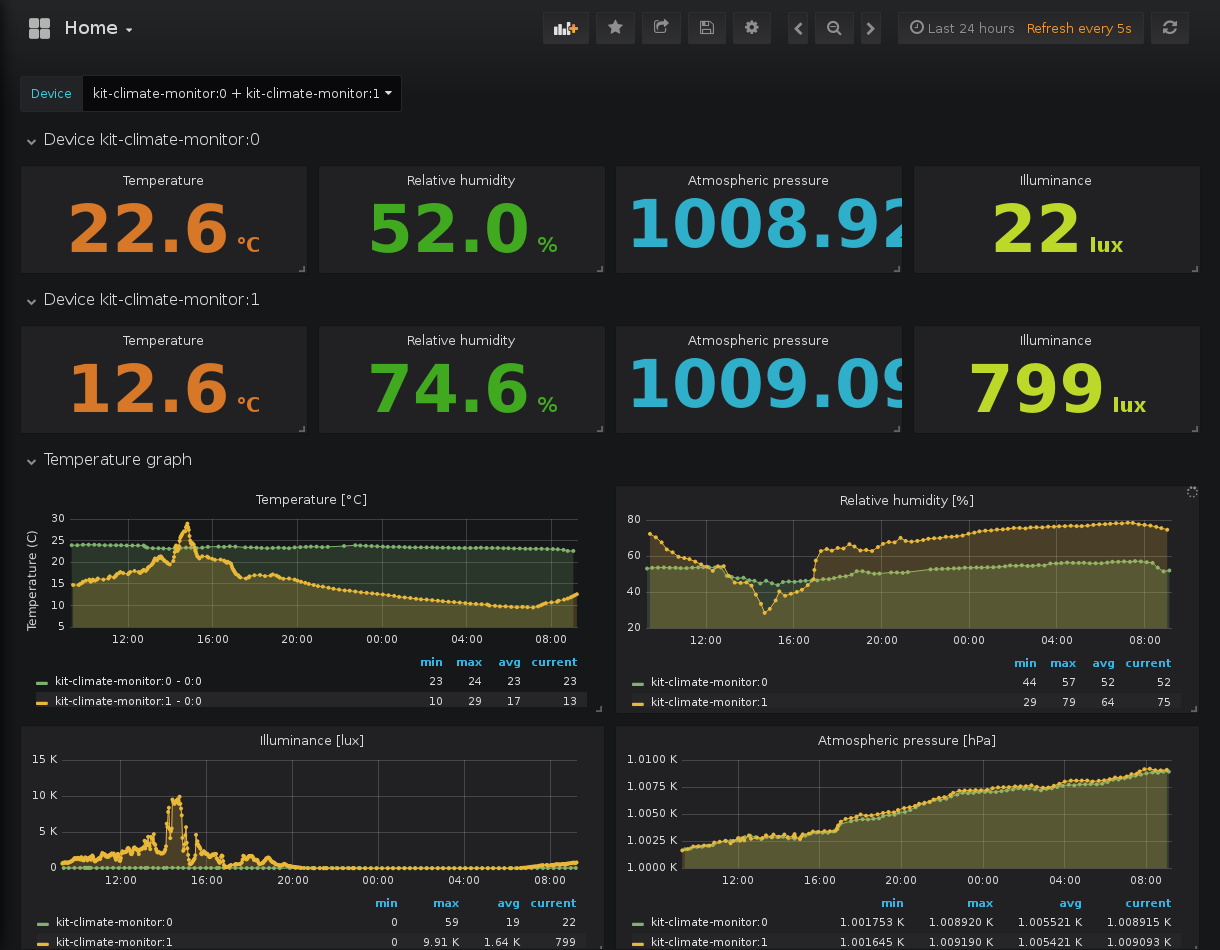 Home
Last 24 hours Refresh every 5s
Device kit-climate-monitor:0 + kit-climate-monitor:1
Device kit-climate-monitor:0
Temperature Relative humidity Atmospheric pressure Illuminance
22.6 °C 52.0 % 1008.92 22 lux
Device kit-climate-monitor:1
Temperature Relative humidity Atmospheric pressure Illuminance
12.6 °C 74.6 % 1009.09 799 lux
Temperature graph
Temperature [°C]
Temperature (C)
30
25
20
15
10
5
12:00 16:00 20:00 00:00 04:00 08:00
min max avg current
kit-climate-monitor:0 - 0:0 23 24 23 23
kit-climate-monitor:1 - 0:0 10 29 17 13
Relative humidity [%]
80
60
40
20
12:00 16:00 20:00 00:00 04:00 08:00
min max avg current
kit-climate-monitor:0 44 57 52 52
kit-climate-monitor:1 29 79 64 75
Illuminance [lux]
15 K
10 K
5 K
0
12:00 16:00 20:00 00:00 04:00 08:00
min max avg current
kit-climate-monitor:0 0 59 19 22
kit-climate-monitor:1 0 9.91 K 1.64 K 799
Atmospheric pressure [hPa]
1.0100 K
1.0075 K
1.0050 K
1.0025 K
1.0000 K
12:00 16:00 20:00 00:00 04:00 08:00
min max avg current
kit-climate-monitor:0 1.001753 K 1.008920 K 1.005521 K 1.008915 K
kit-climate-monitor:1 1.001645 K 1.009190 K 1.005421 K 1.009093 K